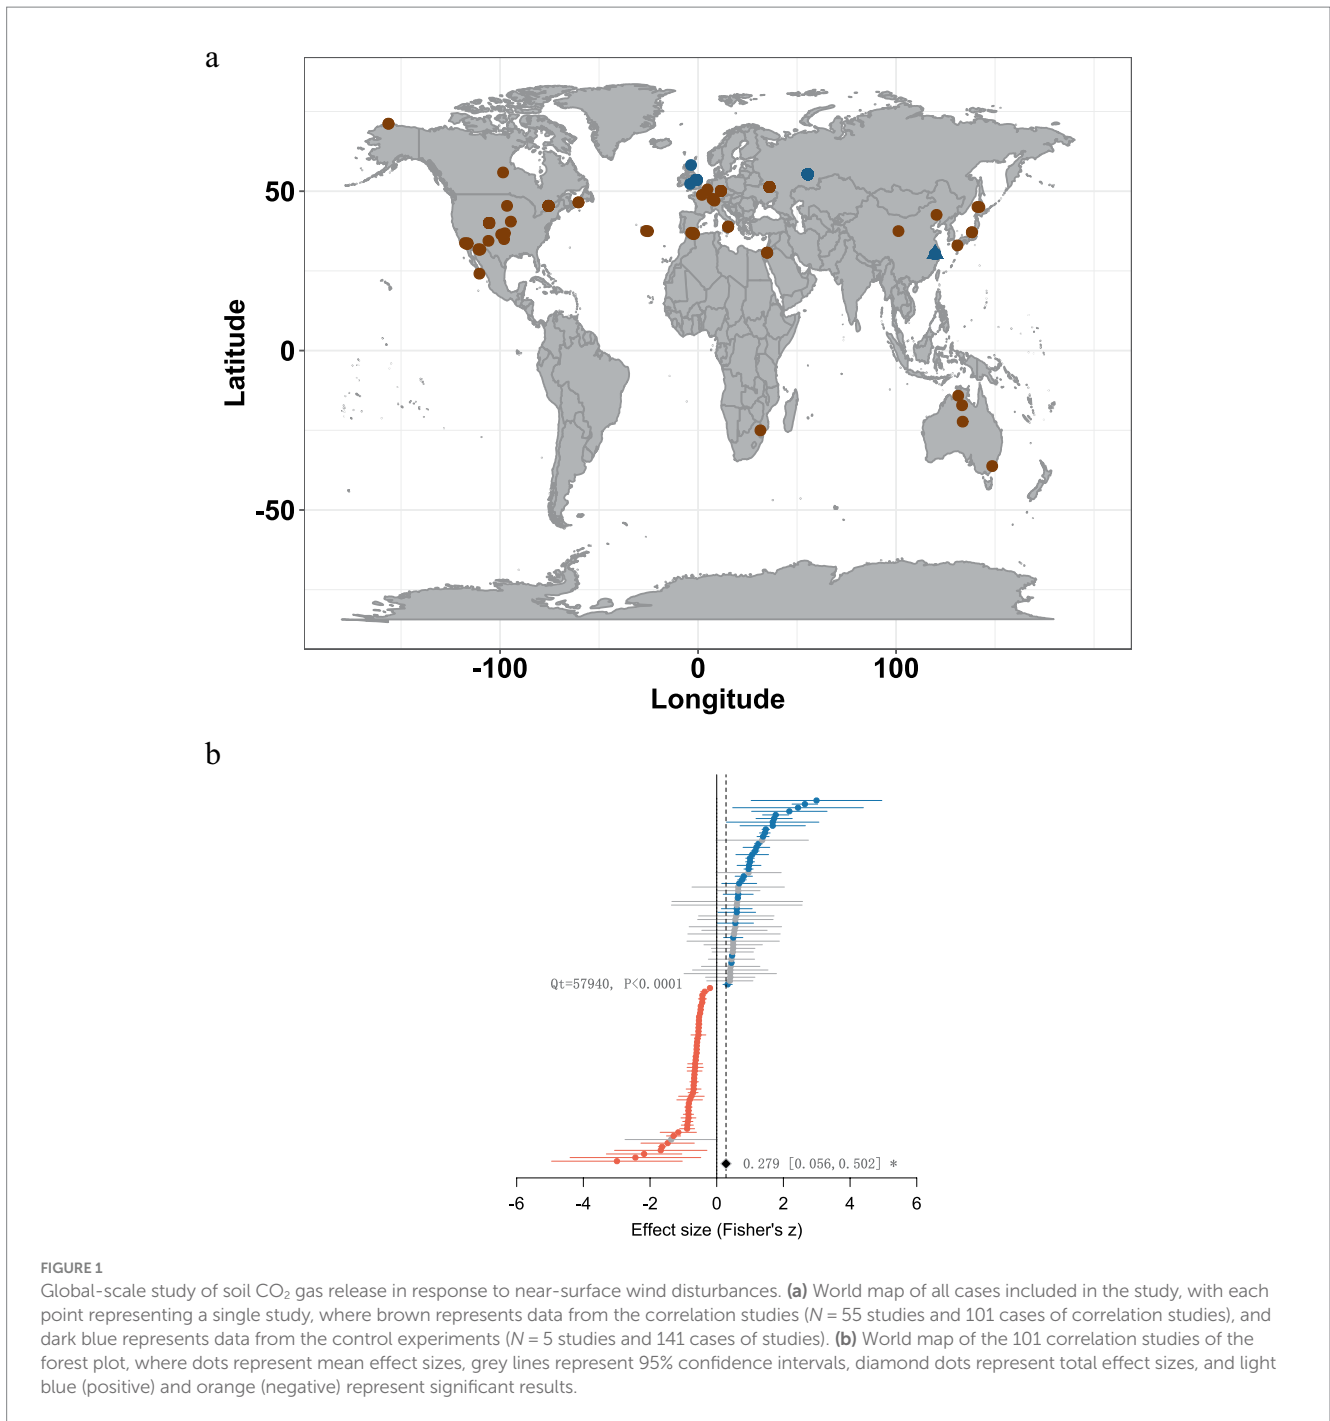 a
50
0
-50
Latitude
-100 0 100
Longitude
b
Qt=57940, P<0.0001
0.279 [0.056,0.502] *
-6 -4 -2 0 2 4 6
Effect size (Fisher's z)
FIGURE 1
Global-scale study of soil CO₂ gas release in response to near-surface wind disturbances. (a) World map of all cases included in the study, with each
point representing a single study, where brown represents data from the correlation studies (N = 55 studies and 101 cases of correlation studies), and
dark blue represents data from the control experiments (N = 5 studies and 141 cases of studies). (b) World map of the 101 correlation studies of the
forest plot, where dots represent mean effect sizes, grey lines represent 95% confidence intervals, diamond dots represent total effect sizes, and light
blue (positive) and orange (negative) represent significant results.